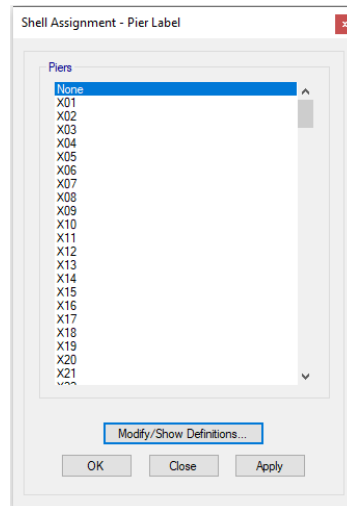 Shell Assignment - Pier Label
x
Piers
None
X01
X02
X03
X04
X05
X06
X07
X08
X09
X10
X11
X12
X13
X14
X15
X16
X17
X18
X19
X20
X21
Modify/Show Definitions...
OK
Close
Apply